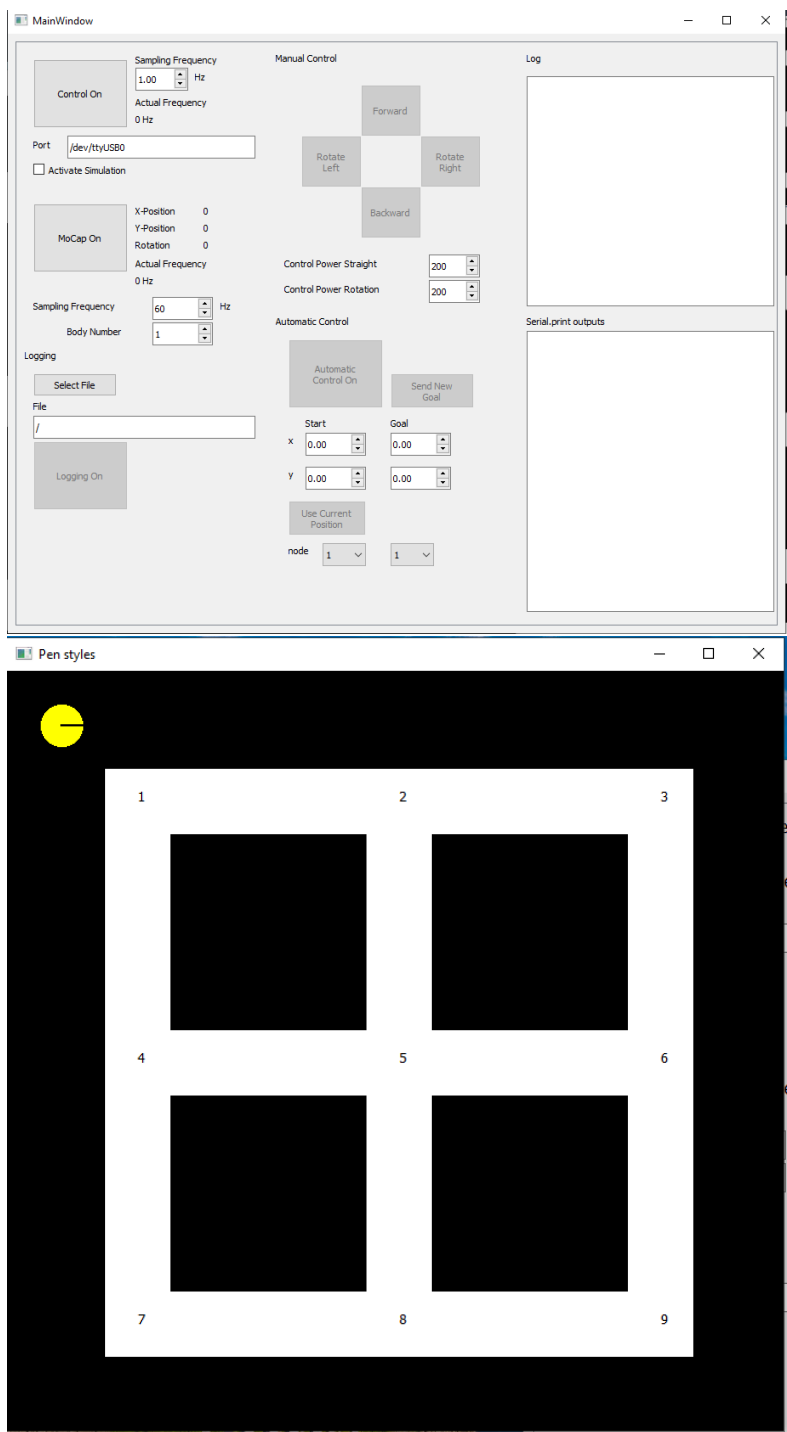 MainWindow
Control On
Sampling Frequency
1.00 Hz
Actual Frequency
0 Hz
Port /dev/ttyUSB0
Activate Simulation
MoCap On
X-Position 0
Y-Position 0
Rotation 0
Actual Frequency
0 Hz
Sampling Frequency 60 Hz
Body Number 1
Logging
Select File
File
/
Logging On
Manual Control
Forward
Rotate
Left
Rotate
Right
Backward
Control Power Straight 200
Control Power Rotation 200
Automatic Control
Automatic
Control On
Send New
Goal
Start Goal
x 0.00 0.00
y 0.00 0.00
Use Current
Position
node 1 1
Log
Serial.print outputs
Pen styles
1 2 3
4 5 6
7 8 9